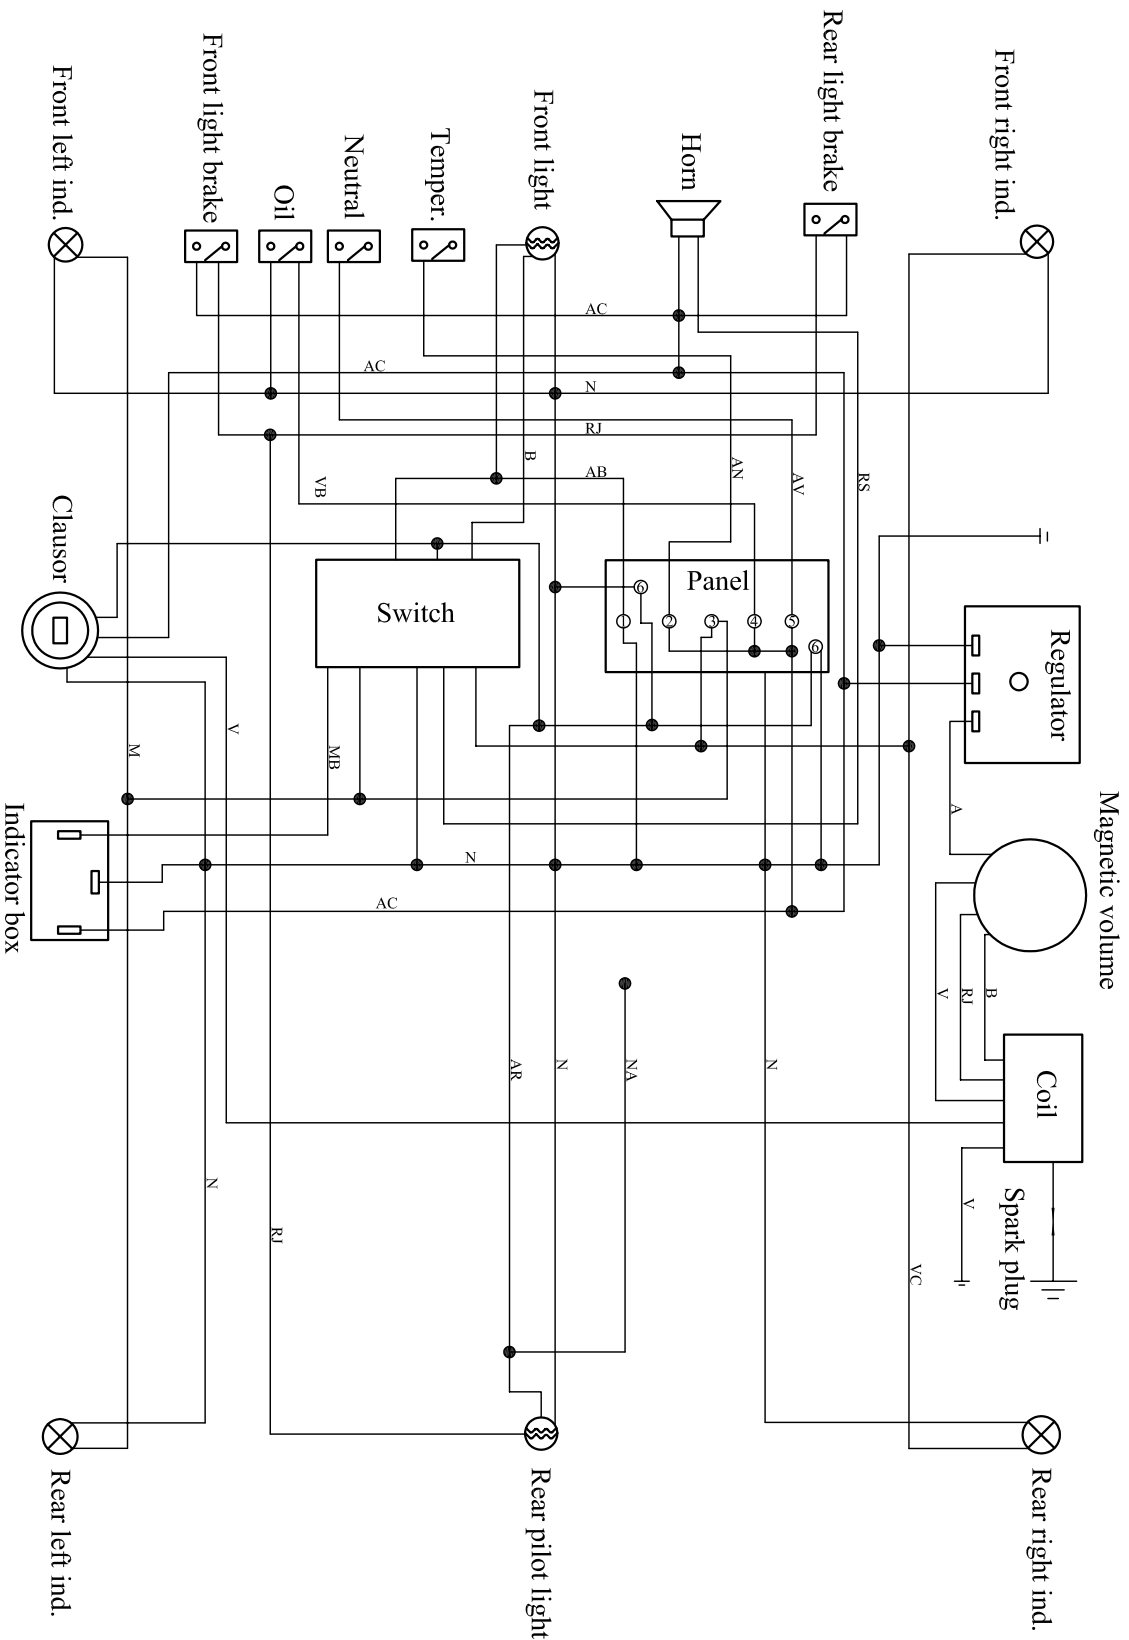 Front left ind.
Front light brake
Oil
Neutral
Temper.
Front light
Horn
Rear light brake
Front right ind.
AC
AC
N
RJ
B
AB
VB
AN
AV
RS
Clausor
Switch
Panel
6
1
2
3
4
5
6
Regulator
M
V
MB
A
Magnetic volume
Indicator box
N
AC
V
RJ
B
AR
N
NA
N
Coil
N
RJ
V
VC
Spark plug
Rear left ind.
Rear pilot light
Rear right ind.